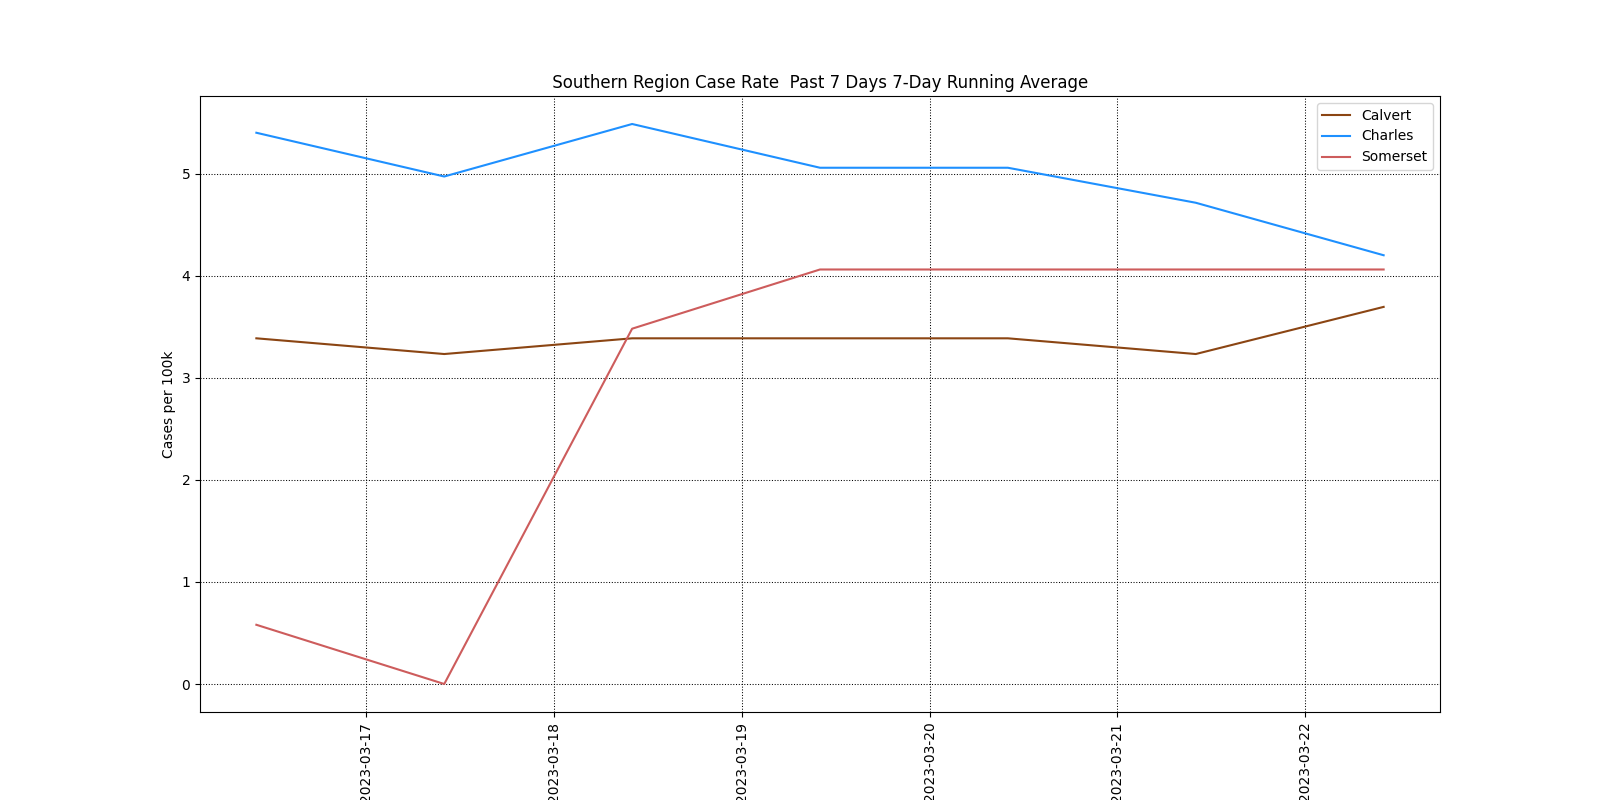 Southern Region Case Rate  Past 7 Days 7-Day Running Average
Calvert
Charles
Somerset
Cases per 100k
5
4
3
2
1
0
2023-03-17
2023-03-18
2023-03-19
2023-03-20
2023-03-21
2023-03-22